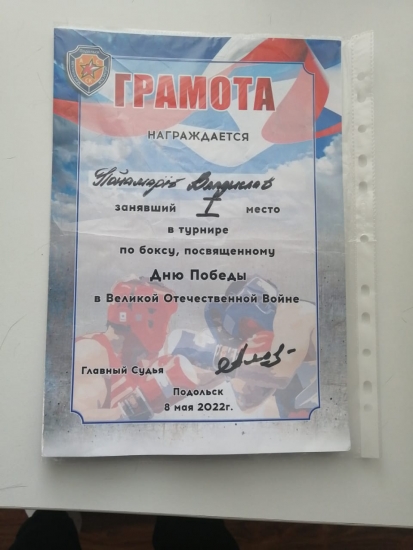 ГРАМОТА
НАГРАЖДАЕТСЯ
Понамарёв Владислав
занявший I место
в турнире
по боксу, посвященному
Дню Победы
в Великой Отечественной Войне
Главный Судья
Подольск
8 мая 2022г.